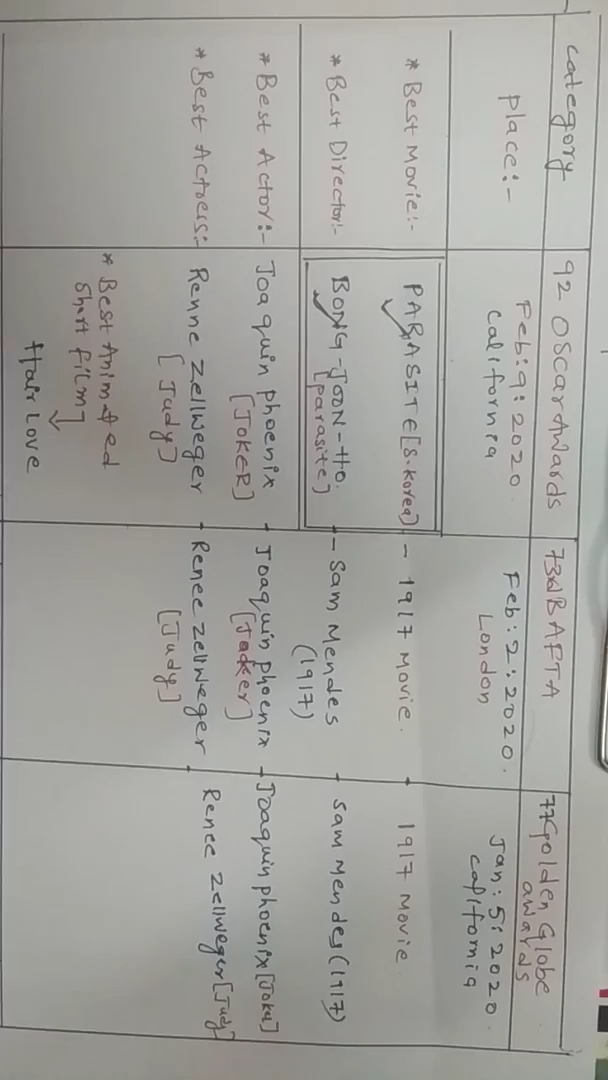 category
92 OScar Awards
73rd BAFTA
77 Golden Globe
awards
place:-
Feb:9:2020
California
Feb:2:2020.
London
Jan:5:2020.
California
* Best Movie:-
PARASITE [S.Korea]
- 1917 Movie.
1917 Movie.
* Best Director:-
BONG-JOON-HO.
[parasite]
- Sam Mendes
(1917)
Sam Mendes (1917)
* Best Actor:-
Joaquin phoenix
[JOKER]
Joaquin phoenix
[Jocker]
Joaquin phoenix [Joker]
* Best Actress:-
Renne Zellweger
[Judy]
Renee Zellweger
[Judy]
Renee Zellweger [Judy]
* Best Animated
Short film]
Hair Love